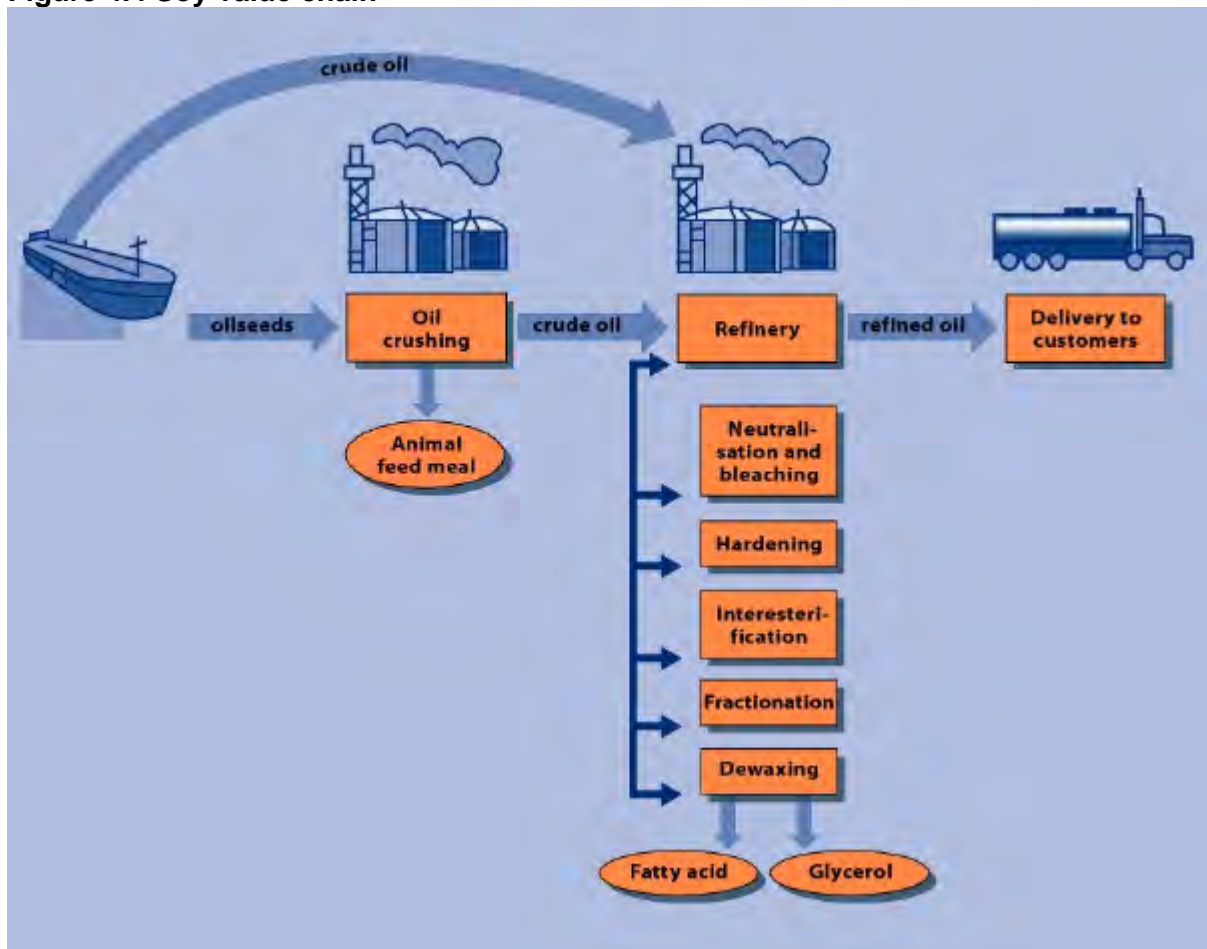 crude oil
oilseeds
Oil
crushing
crude oil
Refinery
refined oil
Delivery to
customers
Animal
feed meal
Neutrali-
sation and
bleaching
Hardening
Interesteri-
fication
Fractionation
Dewaxing
Fatty acid
Glycerol